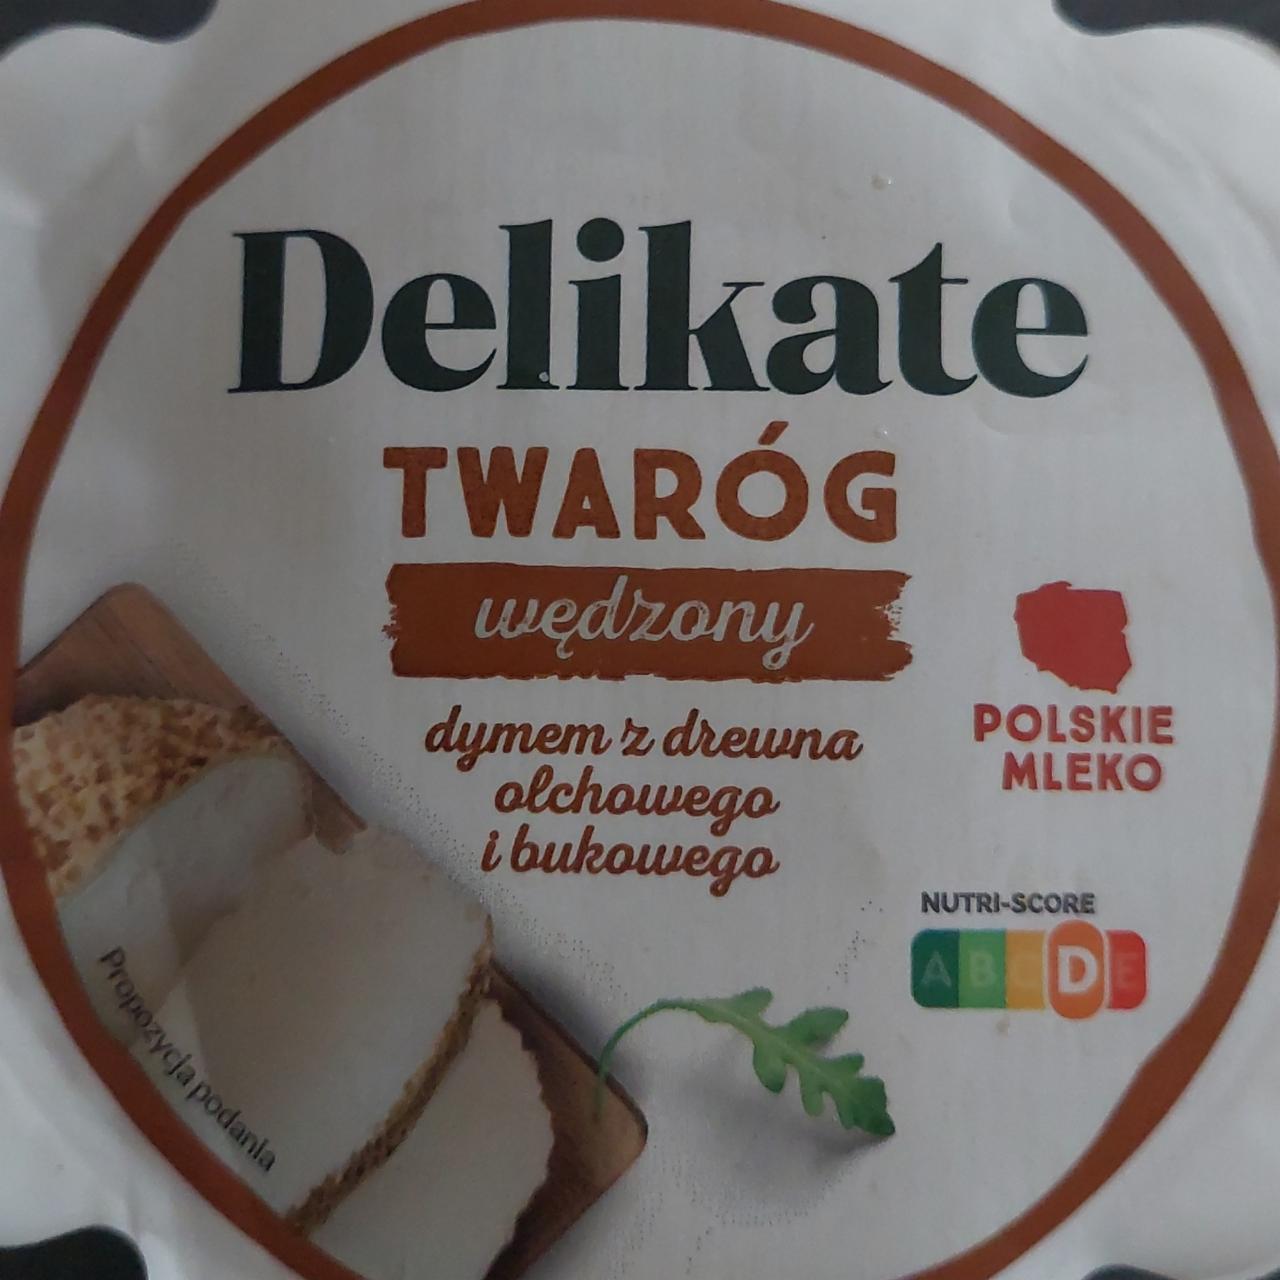 Delikate
TWARÓG
wędzony
dymem z drewna
olchowego
i bukowego
POLSKIE
MLEKO
NUTRI-SCORE
A B C D E
Propozycja podania